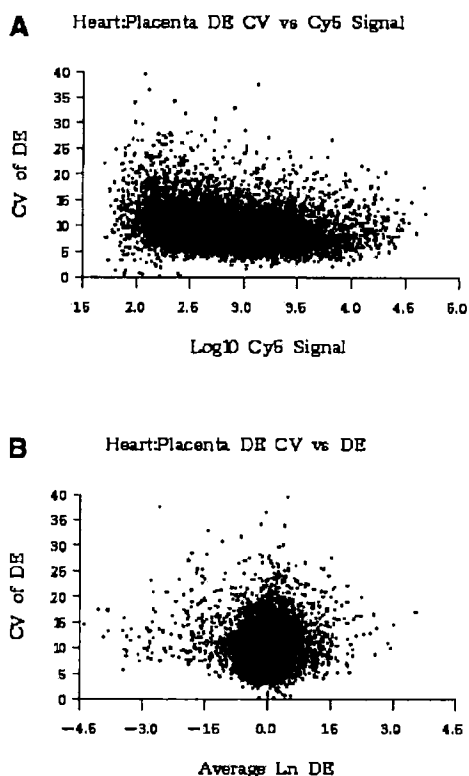 A
Heart:Placenta DE CV vs Cy5 Signal
40
35
30
25
20
15
10
5
0
CV of DE
1.5 2.0 2.5 3.0 3.5 4.0 4.5 5.0
Log10 Cy5 Signal
B
Heart:Placenta DE CV vs DE
40
35
30
25
20
15
10
5
0
CV of DE
-4.5 -3.0 -1.5 0.0 1.5 3.0 4.5
Average Ln DE